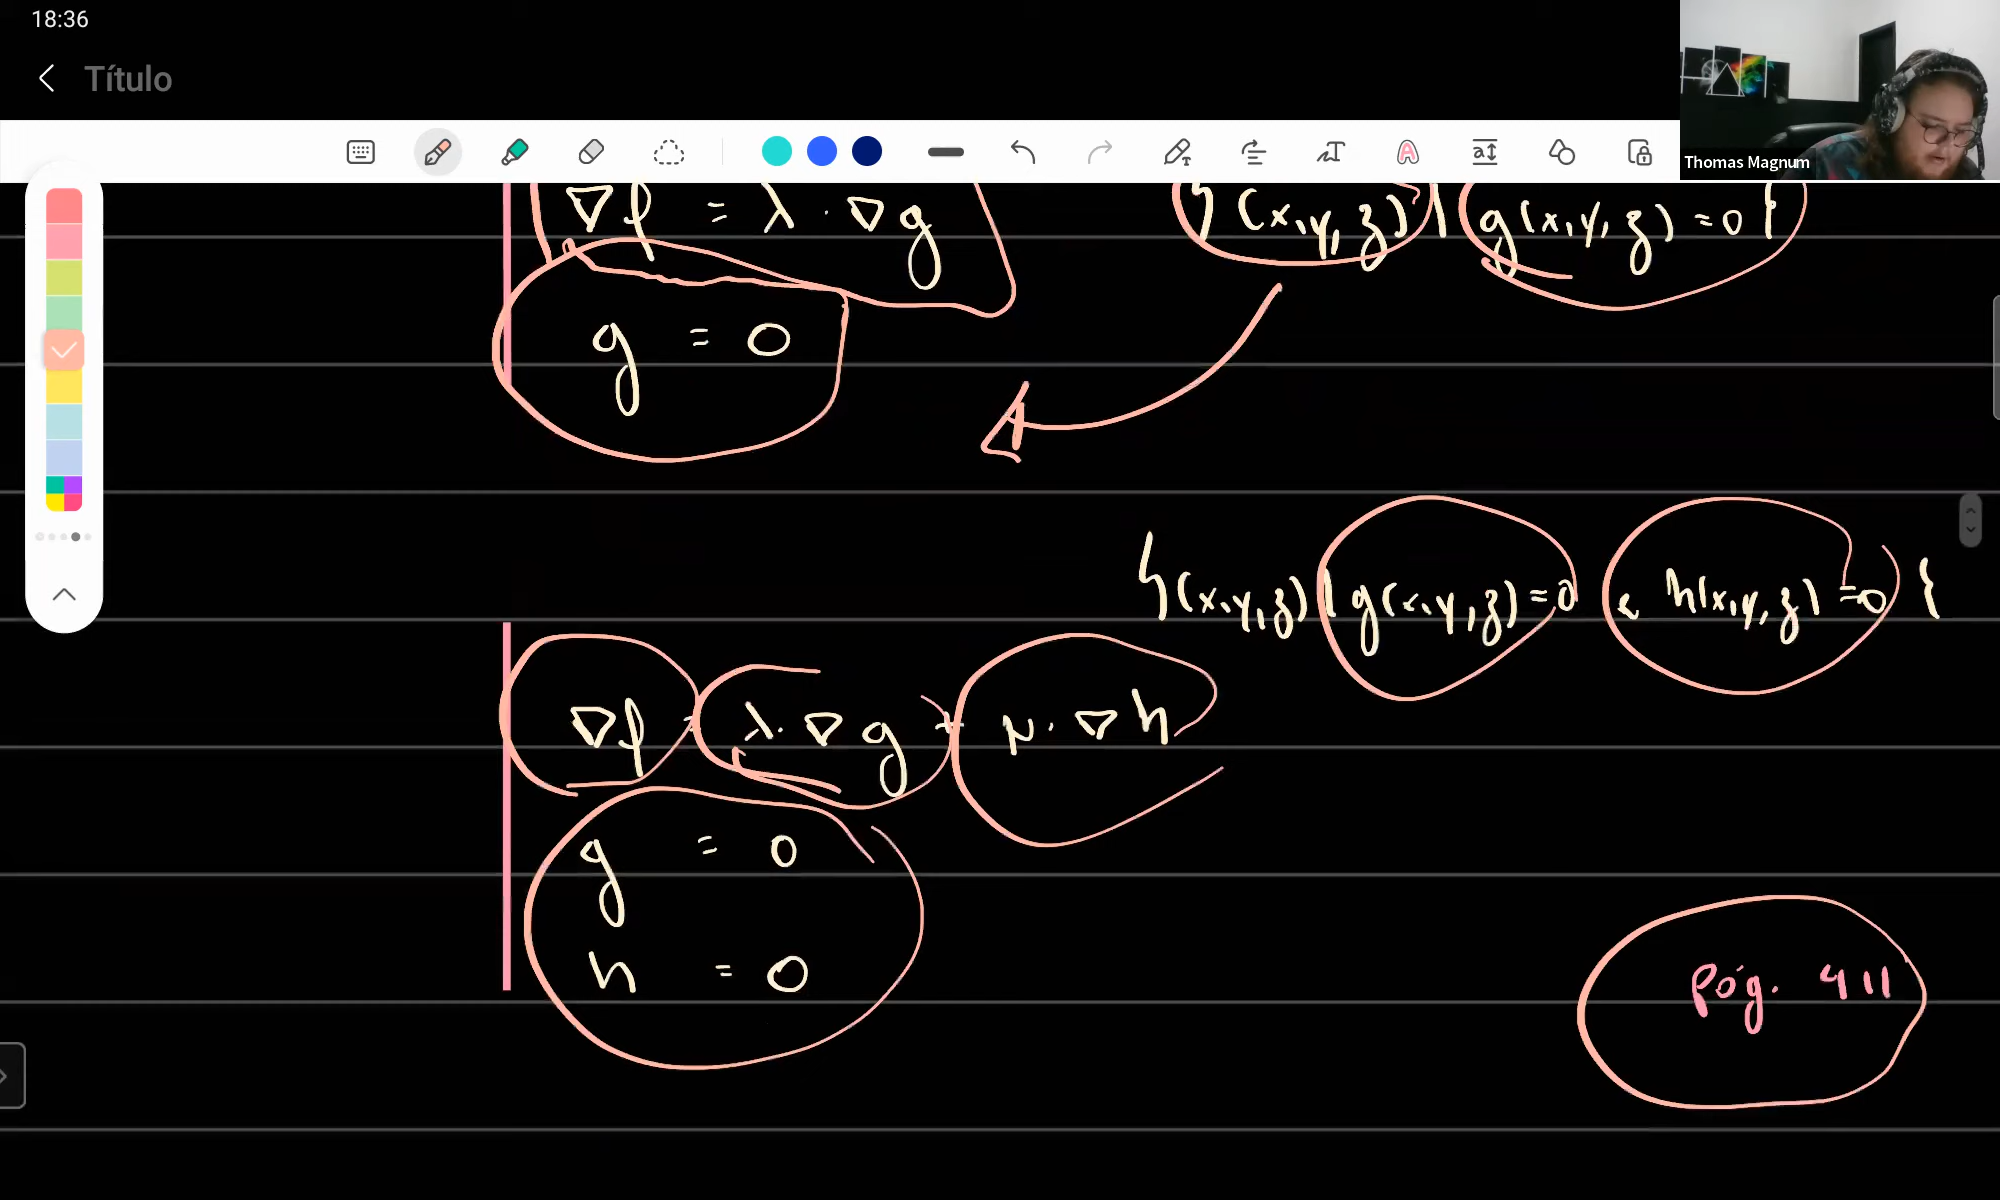 18:36
Título
Thomas Magnum
∇f = λ · ∇g
{(x,y,z) | g(x,y,z) = 0}
g = 0
{(x,y,z) | g(x,y,z) = 0 e h(x,y,z) = 0}
∇f = λ · ∇g + μ · ∇h
g = 0
h = 0
Pág. 411